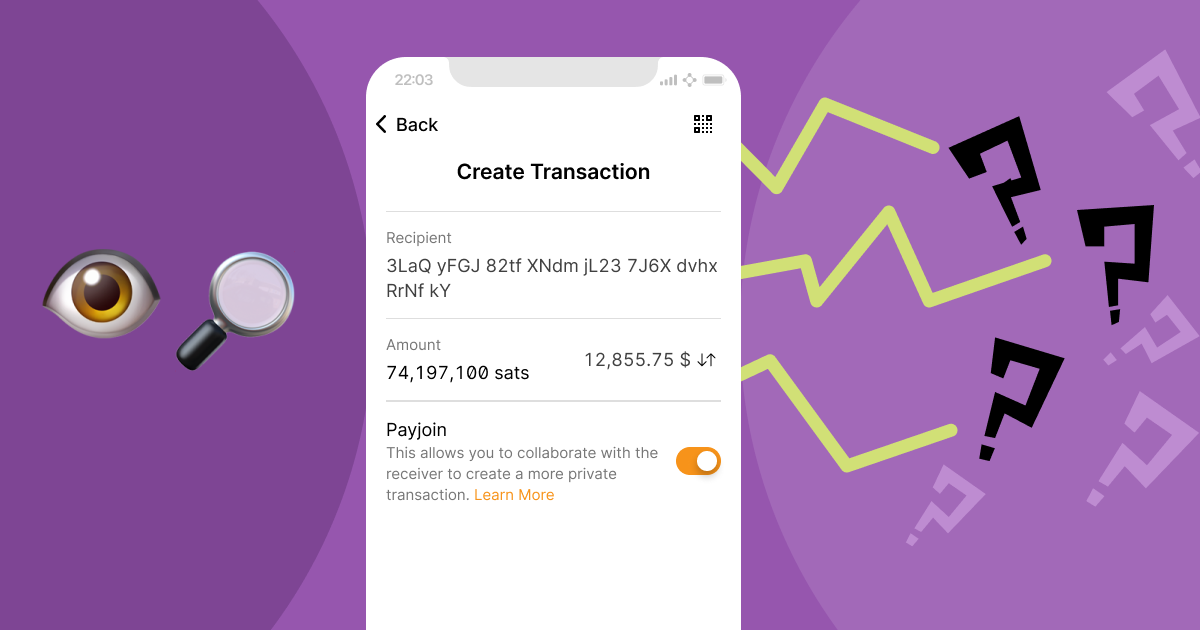 22:03
Back
Create Transaction
Recipient
3LaQ yFGJ 82tf XNdm jL23 7J6X dvhx
RrNf kY
Amount
74,197,100 sats
12,855.75 $
Payjoin
This allows you to collaborate with the
receiver to create a more private
transaction. Learn More
?
?
?
?
?
?
?